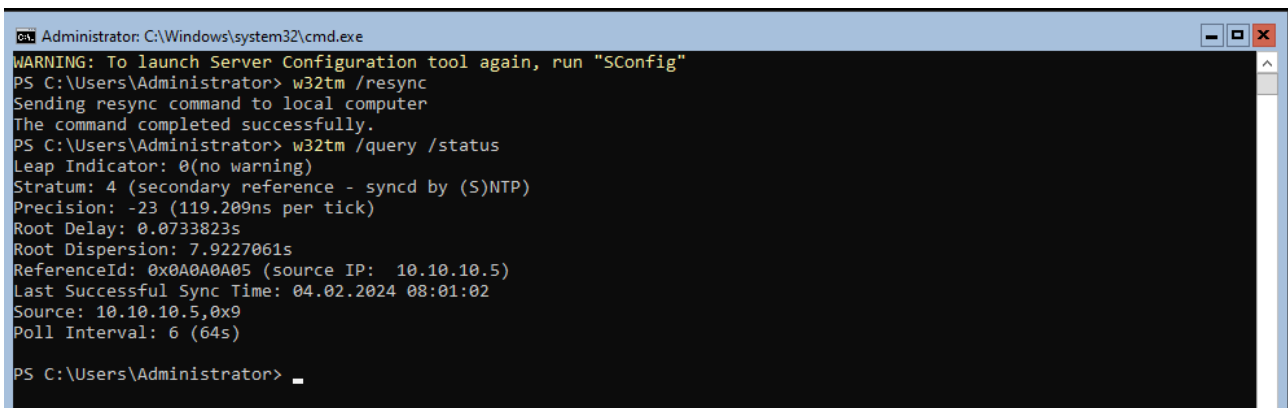 Administrator: C:\Windows\system32\cmd.exe
WARNING: To launch Server Configuration tool again, run "SConfig"
PS C:\Users\Administrator> w32tm /resync
Sending resync command to local computer
The command completed successfully.
PS C:\Users\Administrator> w32tm /query /status
Leap Indicator: 0(no warning)
Stratum: 4 (secondary reference - syncd by (S)NTP)
Precision: -23 (119.209ns per tick)
Root Delay: 0.0733823s
Root Dispersion: 7.9227061s
ReferenceId: 0x0A0A0A05 (source IP:  10.10.10.5)
Last Successful Sync Time: 04.02.2024 08:01:02
Source: 10.10.10.5,0x9
Poll Interval: 6 (64s)
PS C:\Users\Administrator>